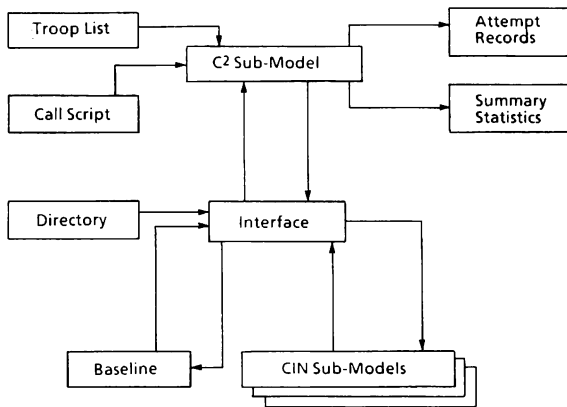 Troop List
Attempt
Records
C² Sub-Model
Call Script
Summary
Statistics
Directory
Interface
Baseline
CIN Sub-Models